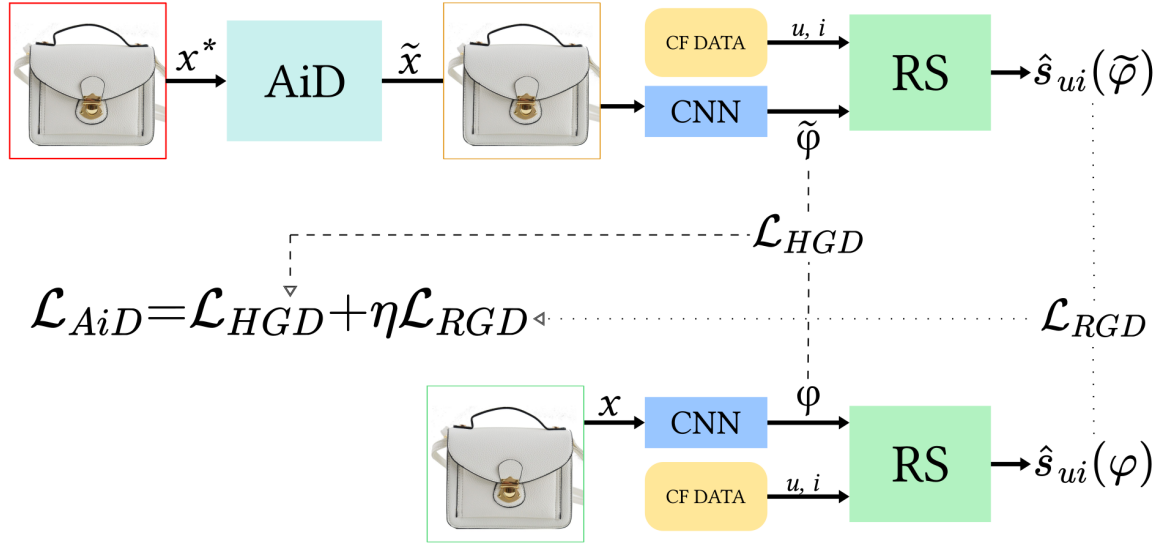 x* AiD x̃ CF DATA u, i RS ŝ_ui(φ̃)
CNN
φ̃
ℒ_HGD
ℒ_AiD=ℒ_HGD+ηℒ_RGD ℒ_RGD
x CNN φ RS ŝ_ui(φ)
CF DATA u, i